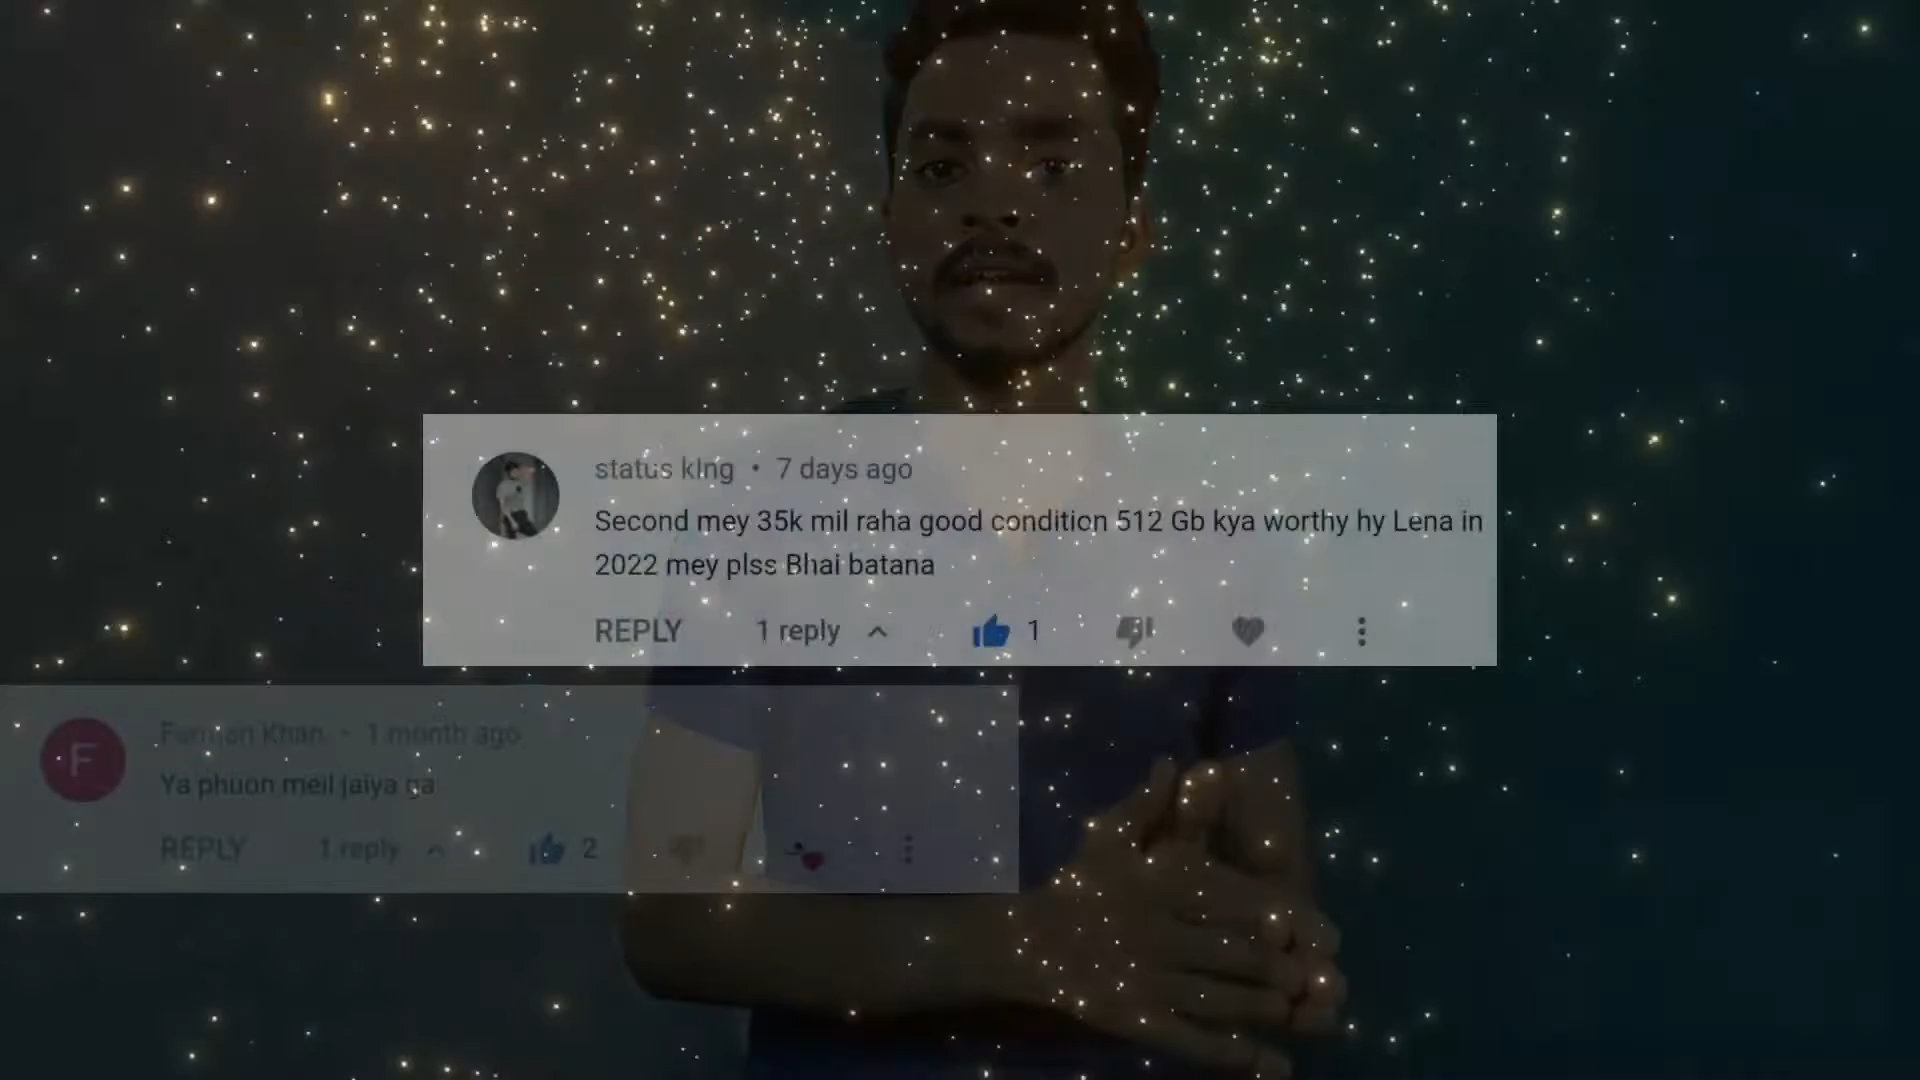 status kIng • 7 days ago
Second mey 35k mil raha good condition 512 Gb kya worthy hy Lena in
2022 mey plss Bhai batana
REPLY 1 reply 1
F
Furman Khan • 1 month ago
Ya phuon meil jaiya ga
REPLY 1 reply 2